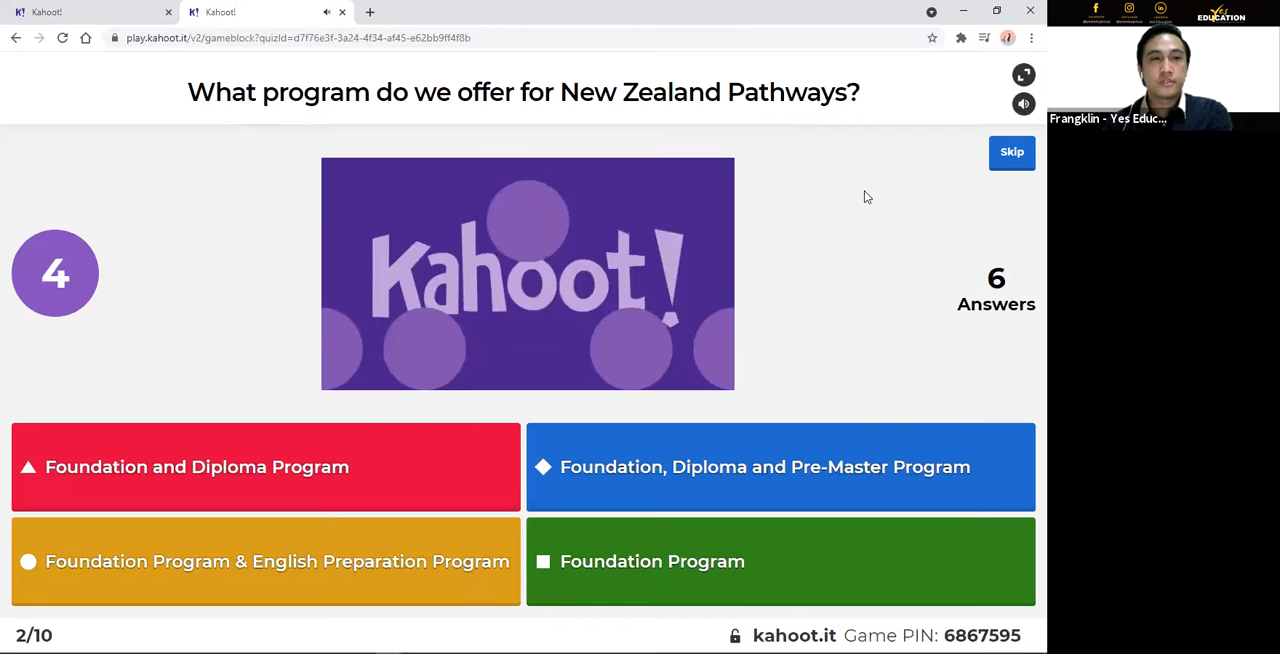 Kahoot!
Kahoot!
play.kahoot.it/v2/gameblock?quizId=d7f76e3f-3a24-4f34-af45-e62bb9ff0d8b
Yes
EDUCATION
What program do we offer for New Zealand Pathways?
Frangklin - Yes Educ...
Skip
Kahoot!
4
6
Answers
Foundation and Diploma Program
Foundation, Diploma and Pre-Master Program
Foundation Program & English Preparation Program
Foundation Program
2/10
kahoot.it Game PIN: 6867595